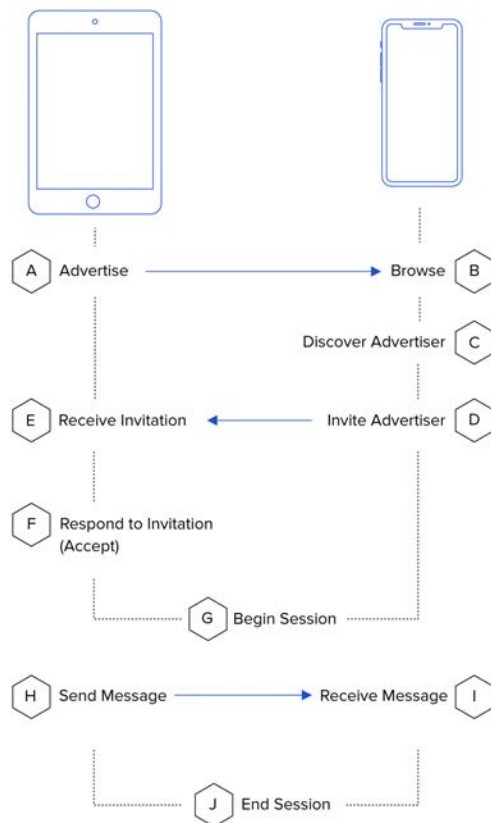 A Advertise
Browse B
Discover Advertiser C
E Receive Invitation
Invite Advertiser D
F Respond to Invitation
(Accept)
G Begin Session
H Send Message
Receive Message I
J End Session